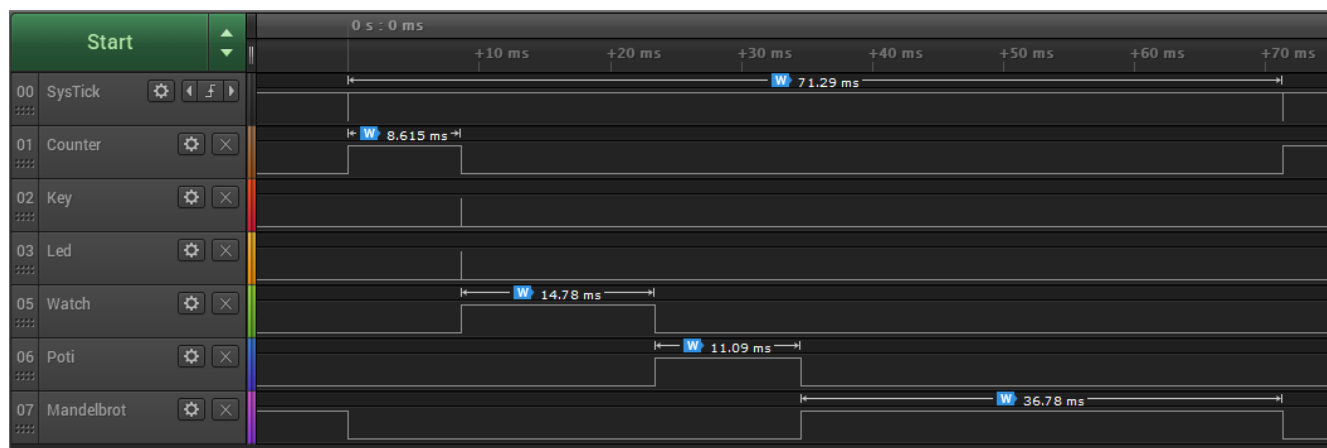 Start
0 s : 0 ms
+10 ms +20 ms +30 ms +40 ms +50 ms +60 ms +70 ms
00 SysTick W 71.29 ms
01 Counter W 8.615 ms
02 Key
03 Led
05 Watch W 14.78 ms
06 Poti W 11.09 ms
07 Mandelbrot W 36.78 ms